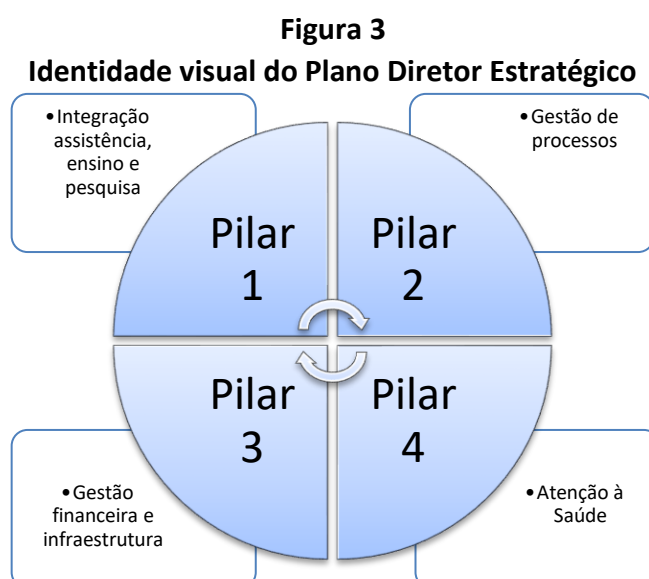 Figura 3
Identidade visual do Plano Diretor Estratégico
•Integração
assistência,
ensino e
pesquisa
•Gestão de
processos
Pilar
1
Pilar
2
Pilar
3
Pilar
4
•Gestão
financeira e
infraestrutura
•Atenção à
Saúde